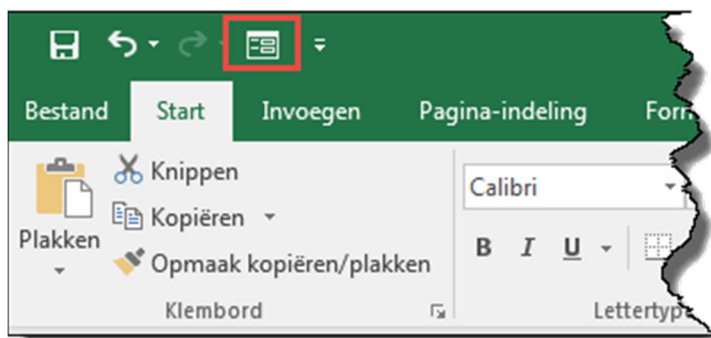 Bestand Start Invoegen Pagina-indeling
Knippen
Calibri
Kopiëren
Plakken
B I U
Opmaak kopiëren/plakken
Klembord